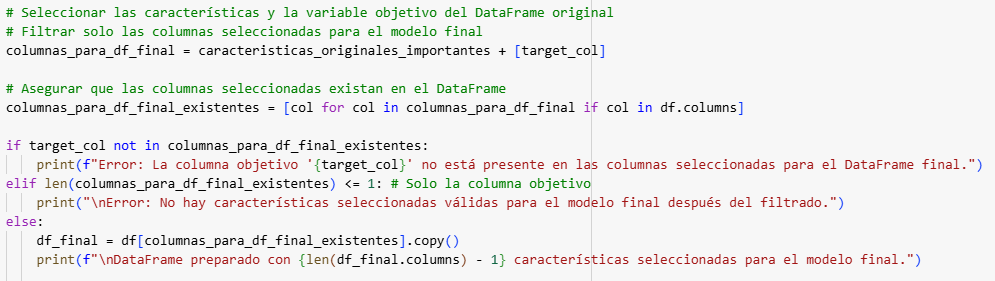 # Seleccionar las características y la variable objetivo del DataFrame original
# Filtrar solo las columnas seleccionadas para el modelo final
columnas_para_df_final = caracteristicas_originales_importantes + [target_col]

# Asegurar que las columnas seleccionadas existan en el DataFrame
columnas_para_df_final_existentes = [col for col in columnas_para_df_final if col in df.columns]

if target_col not in columnas_para_df_final_existentes:
    print(f"Error: La columna objetivo '{target_col}' no está presente en las columnas seleccionadas para el DataFrame final.")
elif len(columnas_para_df_final_existentes) <= 1: # Solo la columna objetivo
    print("\nError: No hay características seleccionadas válidas para el modelo final después del filtrado.")
else:
    df_final = df[columnas_para_df_final_existentes].copy()
    print(f"\nDataFrame preparado con {len(df_final.columns) - 1} características seleccionadas para el modelo final.")